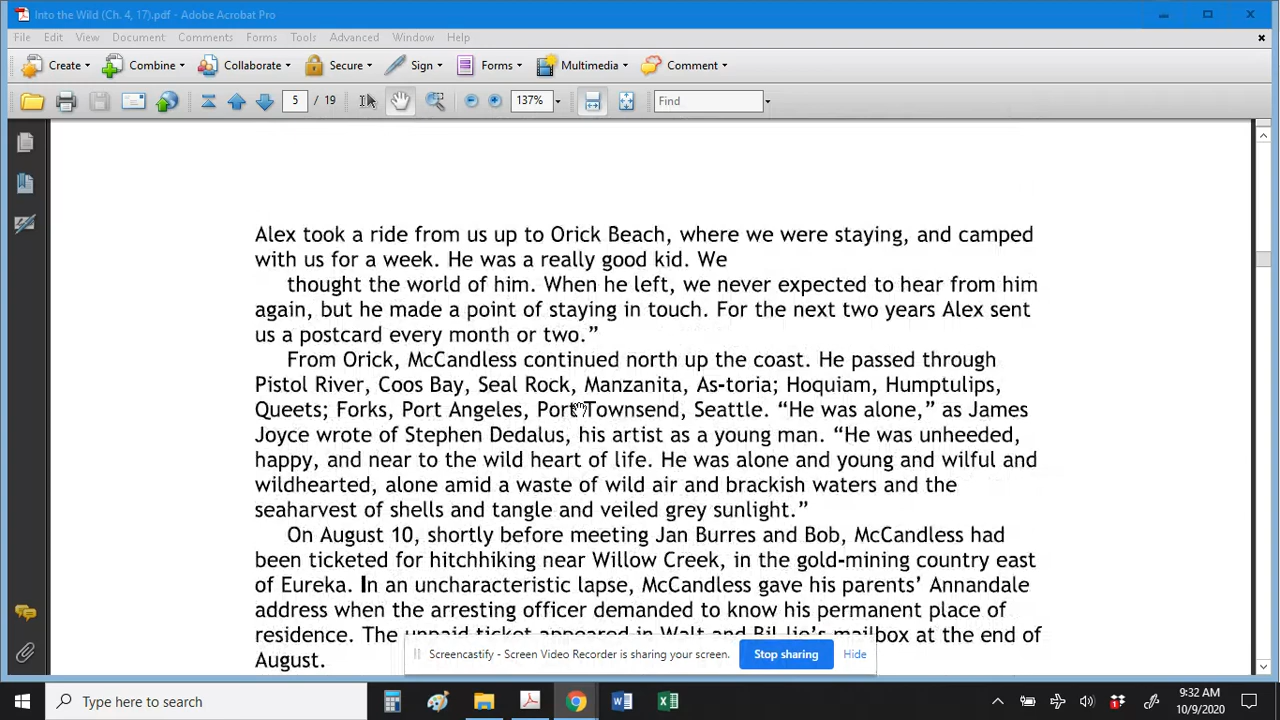 Into the Wild (Ch. 4, 17).pdf - Adobe Acrobat Pro
File Edit View Document Comments Forms Tools Advanced Window Help
Create Combine Collaborate Secure Sign Forms Multimedia Comment
5 / 19 137% Find
Alex took a ride from us up to Orick Beach, where we were staying, and camped
with us for a week. He was a really good kid. We
thought the world of him. When he left, we never expected to hear from him
again, but he made a point of staying in touch. For the next two years Alex sent
us a postcard every month or two.”
From Orick, McCandless continued north up the coast. He passed through
Pistol River, Coos Bay, Seal Rock, Manzanita, As-toria; Hoquiam, Humptulips,
Queets; Forks, Port Angeles, Port Townsend, Seattle. “He was alone,” as James
Joyce wrote of Stephen Dedalus, his artist as a young man. “He was unheeded,
happy, and near to the wild heart of life. He was alone and young and wilful and
wildhearted, alone amid a waste of wild air and brackish waters and the
seaharvest of shells and tangle and veiled grey sunlight.”
On August 10, shortly before meeting Jan Burres and Bob, McCandless had
been ticketed for hitchhiking near Willow Creek, in the gold-mining country east
of Eureka. In an uncharacteristic lapse, McCandless gave his parents’ Annandale
address when the arresting officer demanded to know his permanent place of
residence. The unpaid ticket appeared in Walt and Bil-lie’s mailbox at the end of
August.
Screencastify - Screen Video Recorder is sharing your screen. Stop sharing Hide
Type here to search
9:32 AM
10/9/2020